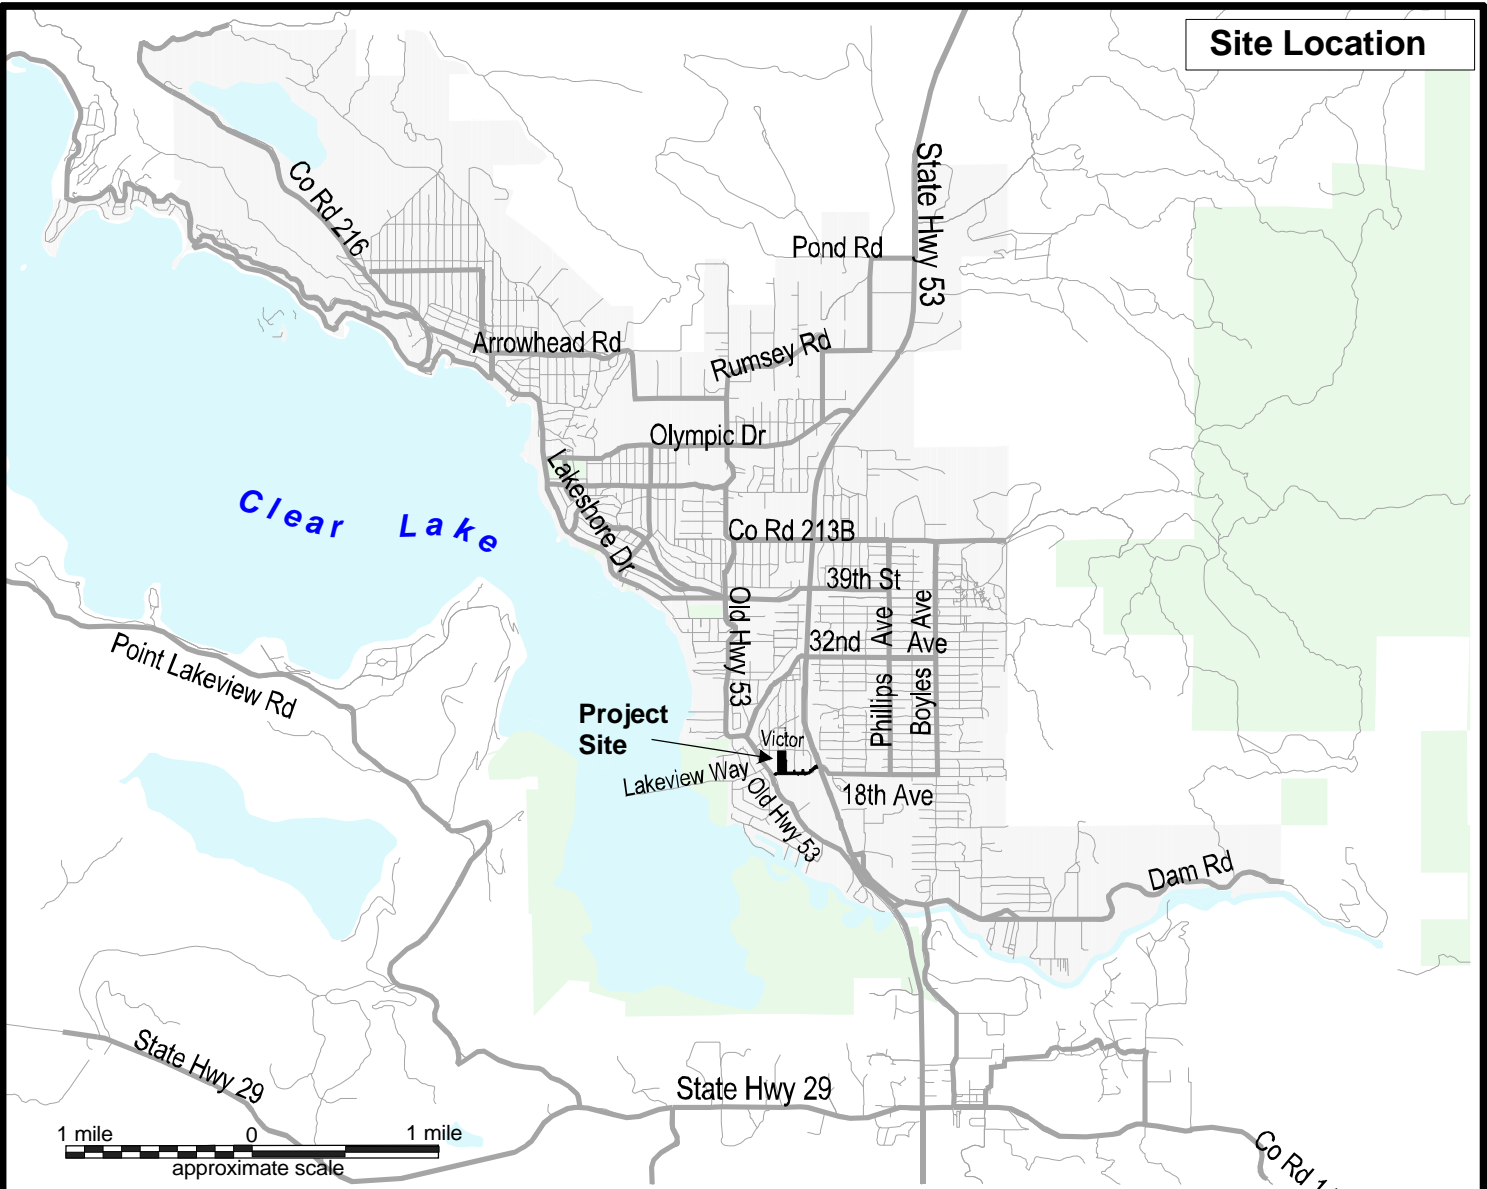 Site Location
Co Rd 216
State Hwy 53
Pond Rd
Arrowhead Rd
Rumsey Rd
Olympic Dr
Lakeshore Dr
Clear Lake
Co Rd 213B
39th St
Old Hwy 53
Phillips Ave
Boyles Ave
32nd Ave
Point Lakeview Rd
Project
Site
Victor
Lakeview Way
Old Hwy 53
18th Ave
Dam Rd
State Hwy 29
State Hwy 29
1 mile 0 1 mile
approximate scale
Co Rd